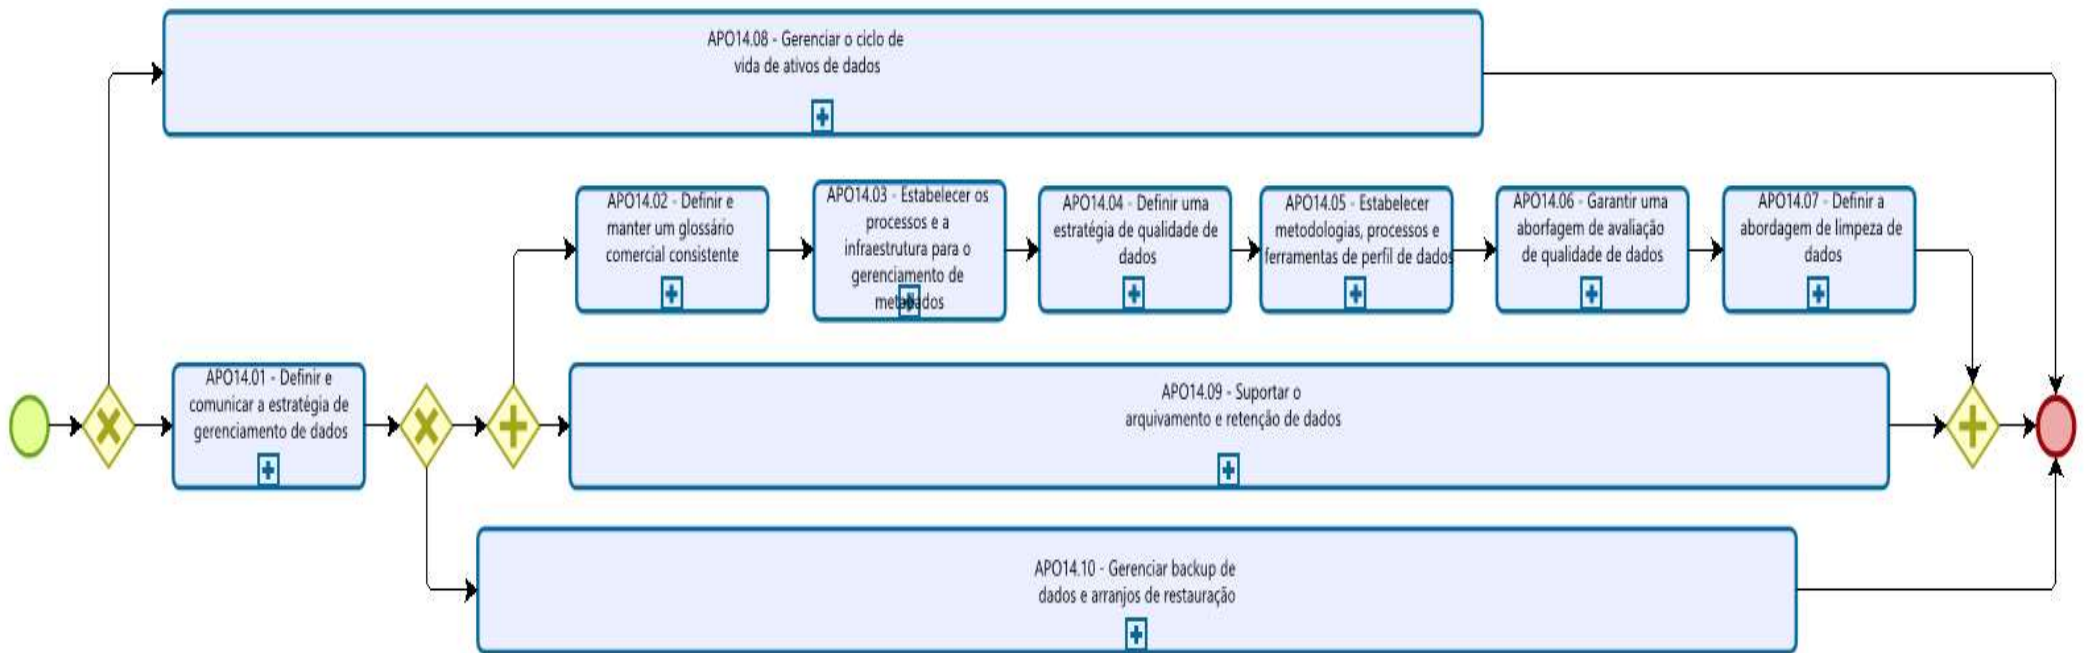 APO14.08 - Gerenciar o ciclo de
vida de ativos de dados
APO14.02 - Definir e
manter um glossário
comercial consistente
APO14.03 - Estabelecer os
processos e a
infraestrutura para o
gerenciamento de
metadados
APO14.04 - Definir uma
estratégia de qualidade de
dados
APO14.05 - Estabelecer
metodologias, processos e
ferramentas de perfil de dados
APO14.06 - Garantir uma
aborfagem de avaliação
de qualidade de dados
APO14.07 - Definir a
abordagem de limpeza de
dados
APO14.01 - Definir e
comunicar a estratégia de
gerenciamento de dados
APO14.09 - Suportar o
arquivamento e retenção de dados
APO14.10 - Gerenciar backup de
dados e arranjos de restauração